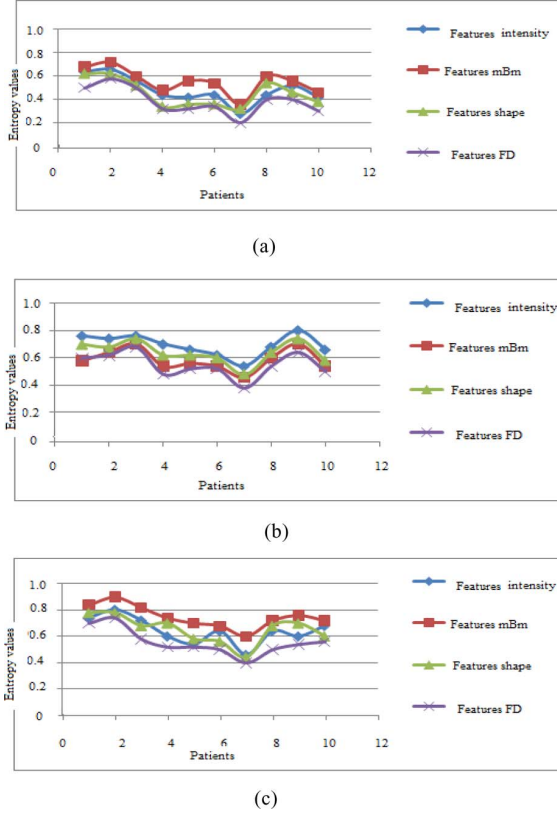 1.0
0.8
0.6
0.4
0.2
0
Entropy values
0 2 4 6 8 10 12
Patients
Features intensity
Features mBm
Features shape
Features FD
(a)
1.0
0.8
0.6
0.4
0.2
0
Entropy values
0 2 4 6 8 10 12
Patients
Features intensity
Features mBm
Features shape
Features FD
(b)
1.0
0.8
0.6
0.4
0.2
0
Entropy values
0 2 4 6 8 10 12
Patients
Features intensity
Features mBm
Features shape
Features FD
(c)